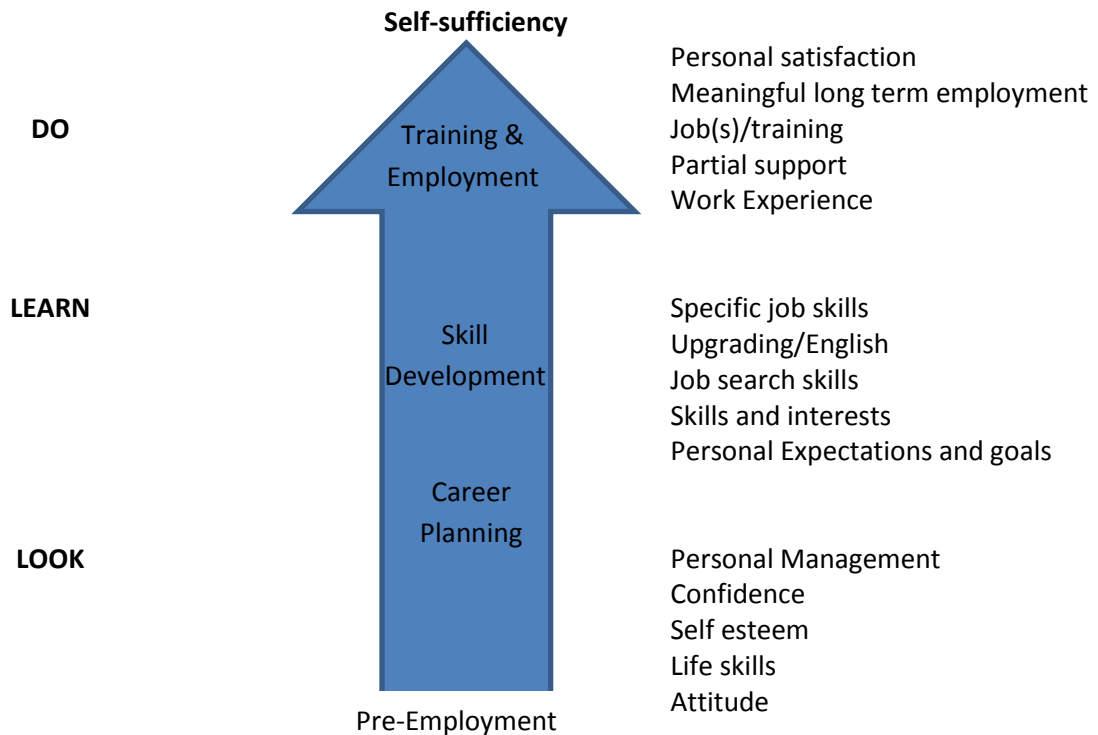 Self-sufficiency
DO
Training &
Employment
Personal satisfaction
Meaningful long term employment
Job(s)/training
Partial support
Work Experience
LEARN
Skill
Development
Specific job skills
Upgrading/English
Job search skills
Skills and interests
Personal Expectations and goals
Career
Planning
LOOK
Personal Management
Confidence
Self esteem
Life skills
Attitude
Pre-Employment